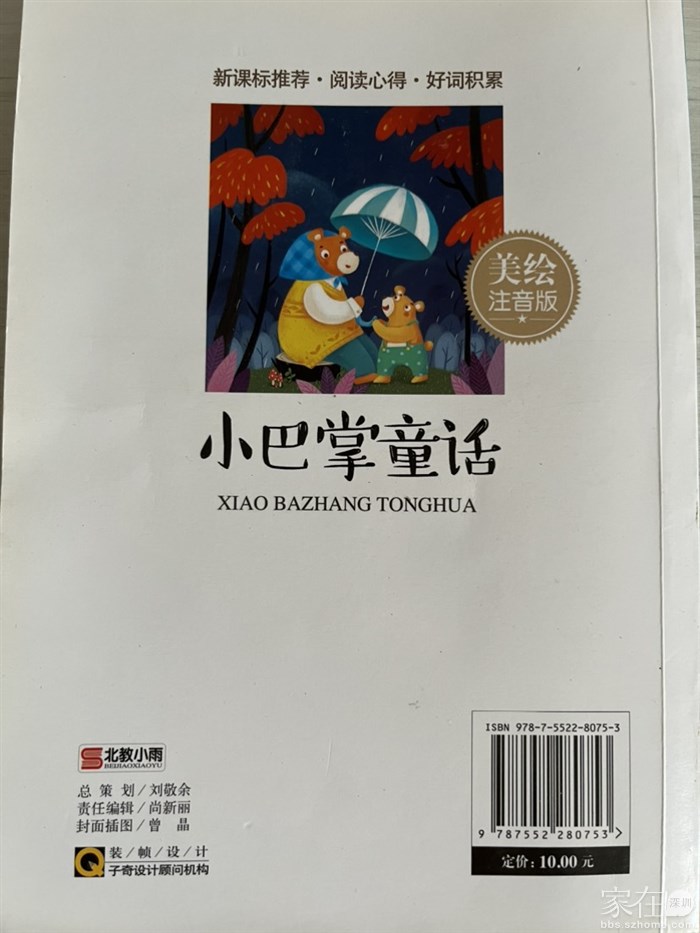 新课标推荐·阅读心得·好词积累
美绘
注音版
小巴掌童话
XIAO BAZHANG TONGHUA
北教小雨
BEIJIAOXIAOYU
总策划/刘敬余
责任编辑/尚新丽
封面插图/曾晶
装/帧/设/计
子奇设计顾问机构
ISBN 978-7-5522-8075-3
9 787552 280753
定价：10.00 元
家在深圳
bbs.szhome.com